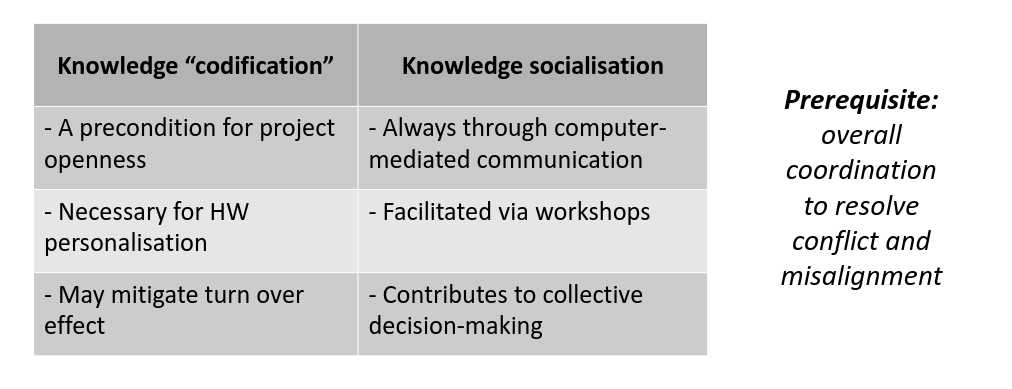 Knowledge “codification”
Knowledge socialisation
- A precondition for project
openness
- Always through computer-
mediated communication
- Necessary for HW
personalisation
- Facilitated via workshops
- May mitigate turn over
effect
- Contributes to collective
decision-making
Prerequisite:
overall
coordination
to resolve
conflict and
misalignment